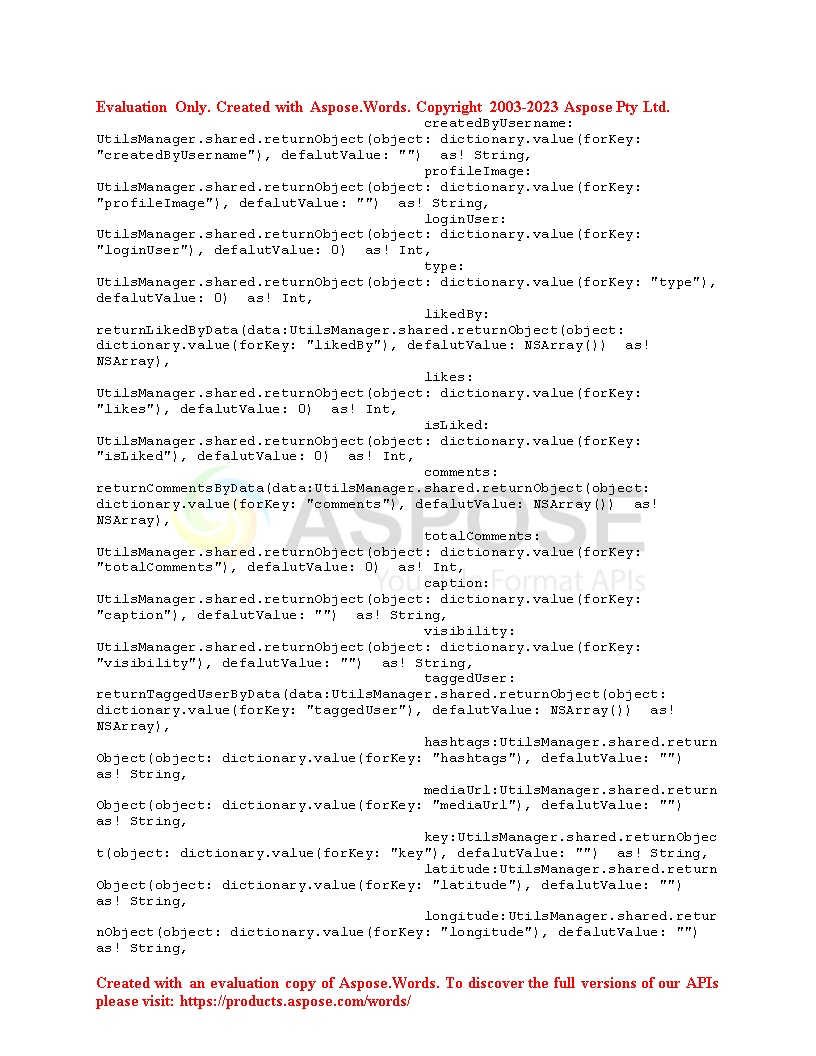 Evaluation Only. Created with Aspose.Words. Copyright 2003-2023 Aspose Pty Ltd.
createdByUsername:
UtilsManager.shared.returnObject(object: dictionary.value(forKey:
"createdByUsername"), defalutValue: "")  as! String,
profileImage:
UtilsManager.shared.returnObject(object: dictionary.value(forKey:
"profileImage"), defalutValue: "")  as! String,
loginUser:
UtilsManager.shared.returnObject(object: dictionary.value(forKey:
"loginUser"), defalutValue: 0)  as! Int,
type:
UtilsManager.shared.returnObject(object: dictionary.value(forKey: "type"),
defalutValue: 0)  as! Int,
likedBy:
returnLikedByData(data:UtilsManager.shared.returnObject(object:
dictionary.value(forKey: "likedBy"), defalutValue: NSArray())  as!
NSArray),
likes:
UtilsManager.shared.returnObject(object: dictionary.value(forKey:
"likes"), defalutValue: 0)  as! Int,
isLiked:
UtilsManager.shared.returnObject(object: dictionary.value(forKey:
"isLiked"), defalutValue: 0)  as! Int,
comments:
returnCommentsByData(data:UtilsManager.shared.returnObject(object:
dictionary.value(forKey: "comments"), defalutValue: NSArray())  as!
NSArray),
ASPOSE
totalComments:
UtilsManager.shared.returnObject(object: dictionary.value(forKey:
"totalComments"), defalutValue: 0)  as! Int,
Format APIs
caption:
UtilsManager.shared.returnObject(object: dictionary.value(forKey:
"caption"), defalutValue: "")  as! String,
visibility:
UtilsManager.shared.returnObject(object: dictionary.value(forKey:
"visibility"), defalutValue: "")  as! String,
taggedUser:
returnTaggedUserByData(data:UtilsManager.shared.returnObject(object:
dictionary.value(forKey: "taggedUser"), defalutValue: NSArray())  as!
NSArray),
hashtags:UtilsManager.shared.return
Object(object: dictionary.value(forKey: "hashtags"), defalutValue: "")
as! String,
mediaUrl:UtilsManager.shared.return
Object(object: dictionary.value(forKey: "mediaUrl"), defalutValue: "")
as! String,
key:UtilsManager.shared.returnObjec
t(object: dictionary.value(forKey: "key"), defalutValue: "")  as! String,
latitude:UtilsManager.shared.return
Object(object: dictionary.value(forKey: "latitude"), defalutValue: "")
as! String,
longitude:UtilsManager.shared.retur
nObject(object: dictionary.value(forKey: "longitude"), defalutValue: "")
as! String,
Created with an evaluation copy of Aspose.Words. To discover the full versions of our APIs
please visit: https://products.aspose.com/words/